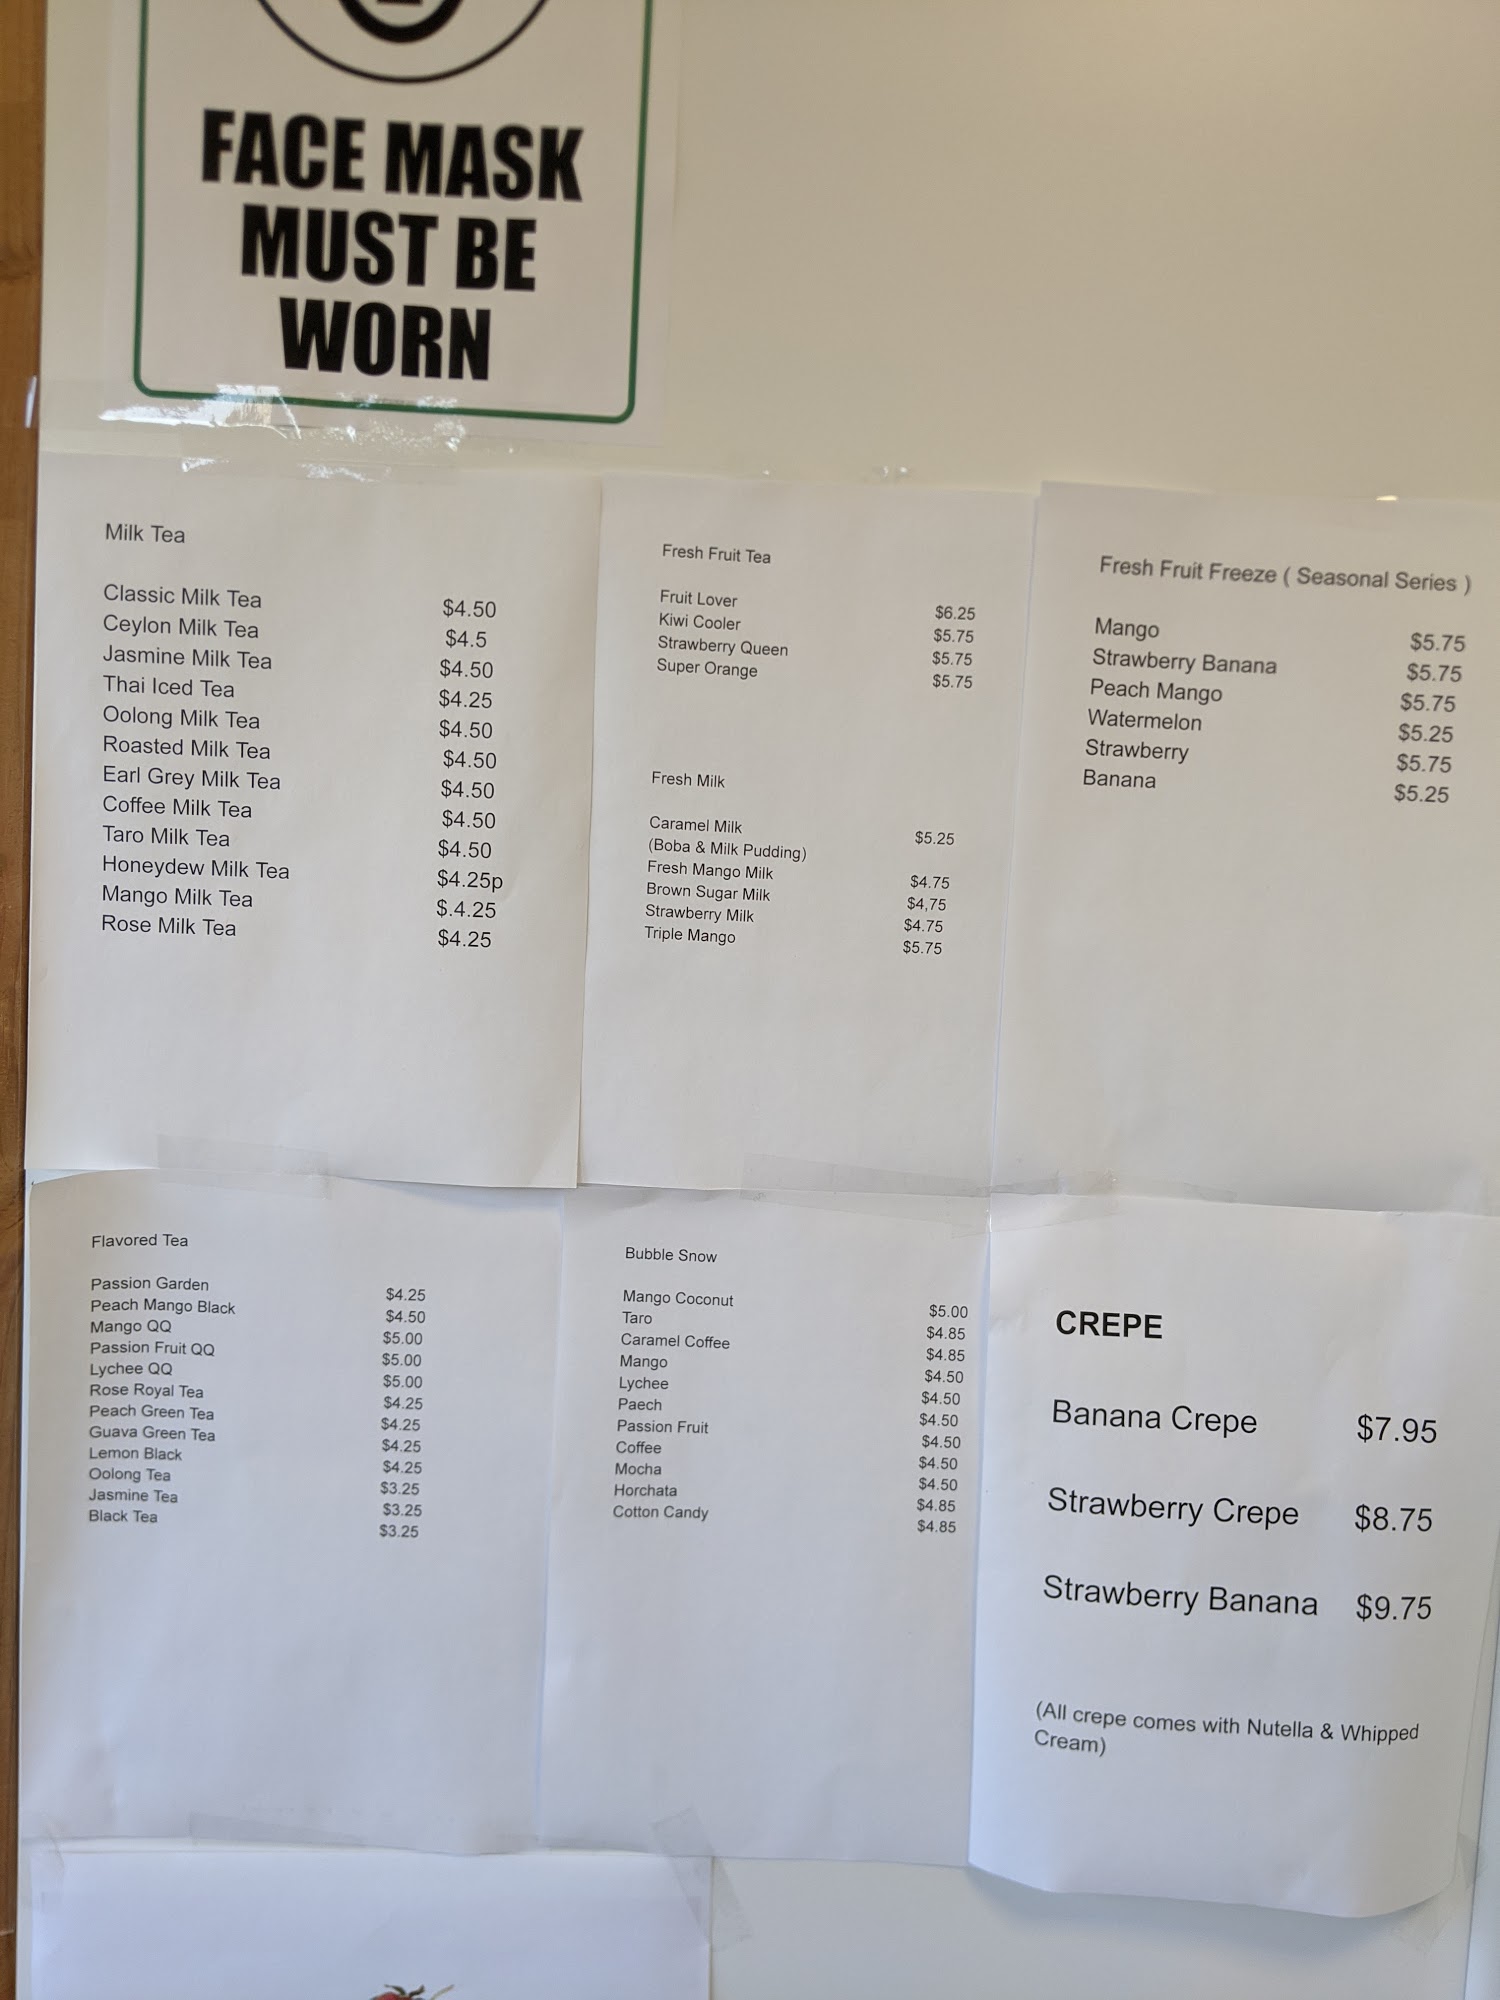 FACE MASK
MUST BE
WORN
Milk Tea
Classic Milk Tea $4.50
Ceylon Milk Tea $4.5
Jasmine Milk Tea $4.50
Thai Iced Tea $4.25
Oolong Milk Tea $4.50
Roasted Milk Tea $4.50
Earl Grey Milk Tea $4.50
Coffee Milk Tea $4.50
Taro Milk Tea $4.50
Honeydew Milk Tea $4.25p
Mango Milk Tea $.4.25
Rose Milk Tea $4.25
Fresh Fruit Tea
Fruit Lover $6.25
Kiwi Cooler $5.75
Strawberry Queen $5.75
Super Orange $5.75
Fresh Milk
Caramel Milk $5.25
(Boba & Milk Pudding)
Fresh Mango Milk $4.75
Brown Sugar Milk $4,75
Strawberry Milk $4.75
Triple Mango $5.75
Fresh Fruit Freeze ( Seasonal Series )
Mango $5.75
Strawberry Banana $5.75
Peach Mango $5.75
Watermelon $5.25
Strawberry $5.75
Banana $5.25
Flavored Tea
Passion Garden $4.25
Peach Mango Black $4.50
Mango QQ $5.00
Passion Fruit QQ $5.00
Lychee QQ $5.00
Rose Royal Tea $4.25
Peach Green Tea $4.25
Guava Green Tea $4.25
Lemon Black $4.25
Oolong Tea $3.25
Jasmine Tea $3.25
Black Tea $3.25
Bubble Snow
Mango Coconut $5.00
Taro $4.85
Caramel Coffee $4.85
Mango $4.50
Lychee $4.50
Paech $4.50
Passion Fruit $4.50
Coffee $4.50
Mocha $4.50
Horchata $4.85
Cotton Candy $4.85
CREPE
Banana Crepe $7.95
Strawberry Crepe $8.75
Strawberry Banana $9.75
(All crepe comes with Nutella & Whipped
Cream)